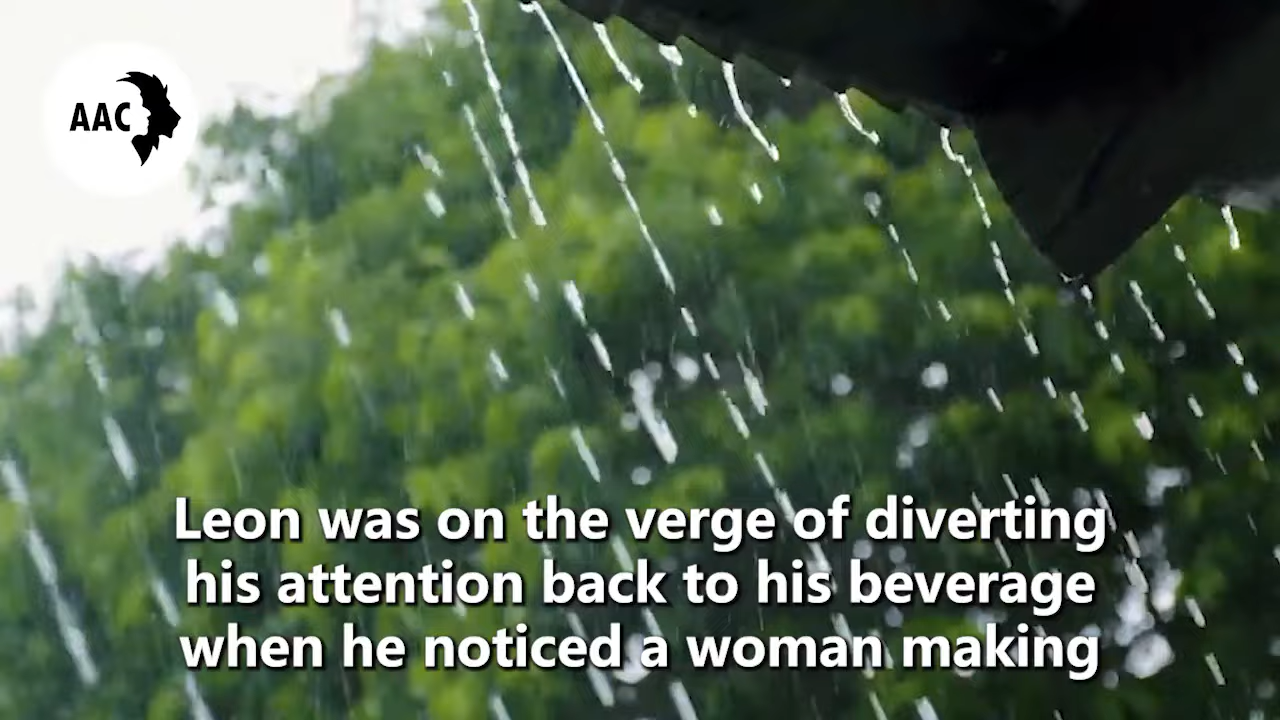 AAC
Leon was on the verge of diverting
his attention back to his beverage
when he noticed a woman making